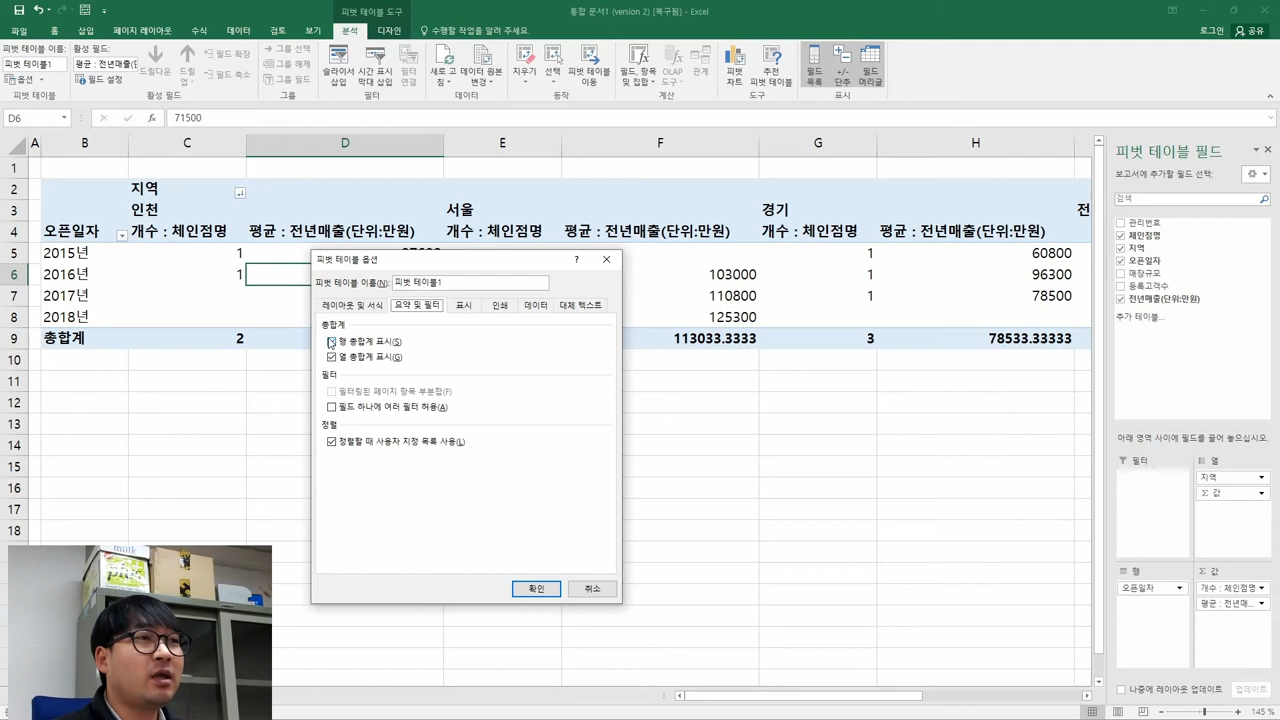 피벗 테이블 도구
통합 문서1 (version 2) [복구됨] - Excel
파일 홈 삽입 페이지 레이아웃 수식 데이터 검토 보기 분석 디자인 수행할 작업을 알려 주세요. 로그인 공유
피벗 테이블 이름: 활성 필드:
피벗 테이블1 평균 : 전년매출(
옵션 필드 설정
드릴다운 드릴 업 필드 확장 필드 축소
그룹 선택
그룹 해제
그룹 필드
슬라이서 삽입 시간 표시 막대 삽입 필터 연결
새로 고침 데이터 원본 변경
지우기 선택 피벗 테이블 이동
필드, 항목 및 집합 OLAP 도구 관계
피벗 차트 추천 피벗 테이블
필드 목록 +/- 단추 필드 머리글
피벗 테이블 활성 필드 그룹 필터 데이터 동작 계산 도구 표시
D6 fx 71500
A B C D E F G H
1
2 지역
3 인천 서울 경기 전
4 오픈일자 개수 : 체인점명 평균 : 전년매출(단위:만원) 개수 : 체인점명 평균 : 전년매출(단위:만원) 개수 : 체인점명 평균 : 전년매출(단위:만원)
5 2015년 1 1 60800
6 2016년 1 103000 1 96300
7 2017년 110800 1 78500
8 2018년 125300
9 총합계 2 113033.3333 3 78533.33333
10
11
12
13
14
15
16
17
18
피벗 테이블 옵션 ?
피벗 테이블 이름(N): 피벗 테이블1
레이아웃 및 서식 요약 및 필터 표시 인쇄 데이터 대체 텍스트
총합계
행 총합계 표시(S)
열 총합계 표시(G)
필터
필터링된 페이지 항목 부분합(F)
필드 하나에 여러 필터 허용(A)
정렬
정렬할 때 사용자 지정 목록 사용(L)
확인 취소
피벗 테이블 필드
보고서에 추가할 필드 선택:
검색
관리번호
체인점명
지역
오픈일자
매장규모
등록고객수
전년매출(단위:만원)
추가 테이블...
아래 영역 사이에 필드를 끌어 놓으십시오.
필터 열
지역
Σ 값
행 Σ 값
오픈일자 개수 : 체인점명
평균 : 전년매...
나중에 레이아웃 업데이트 업데이트
145 %
milk